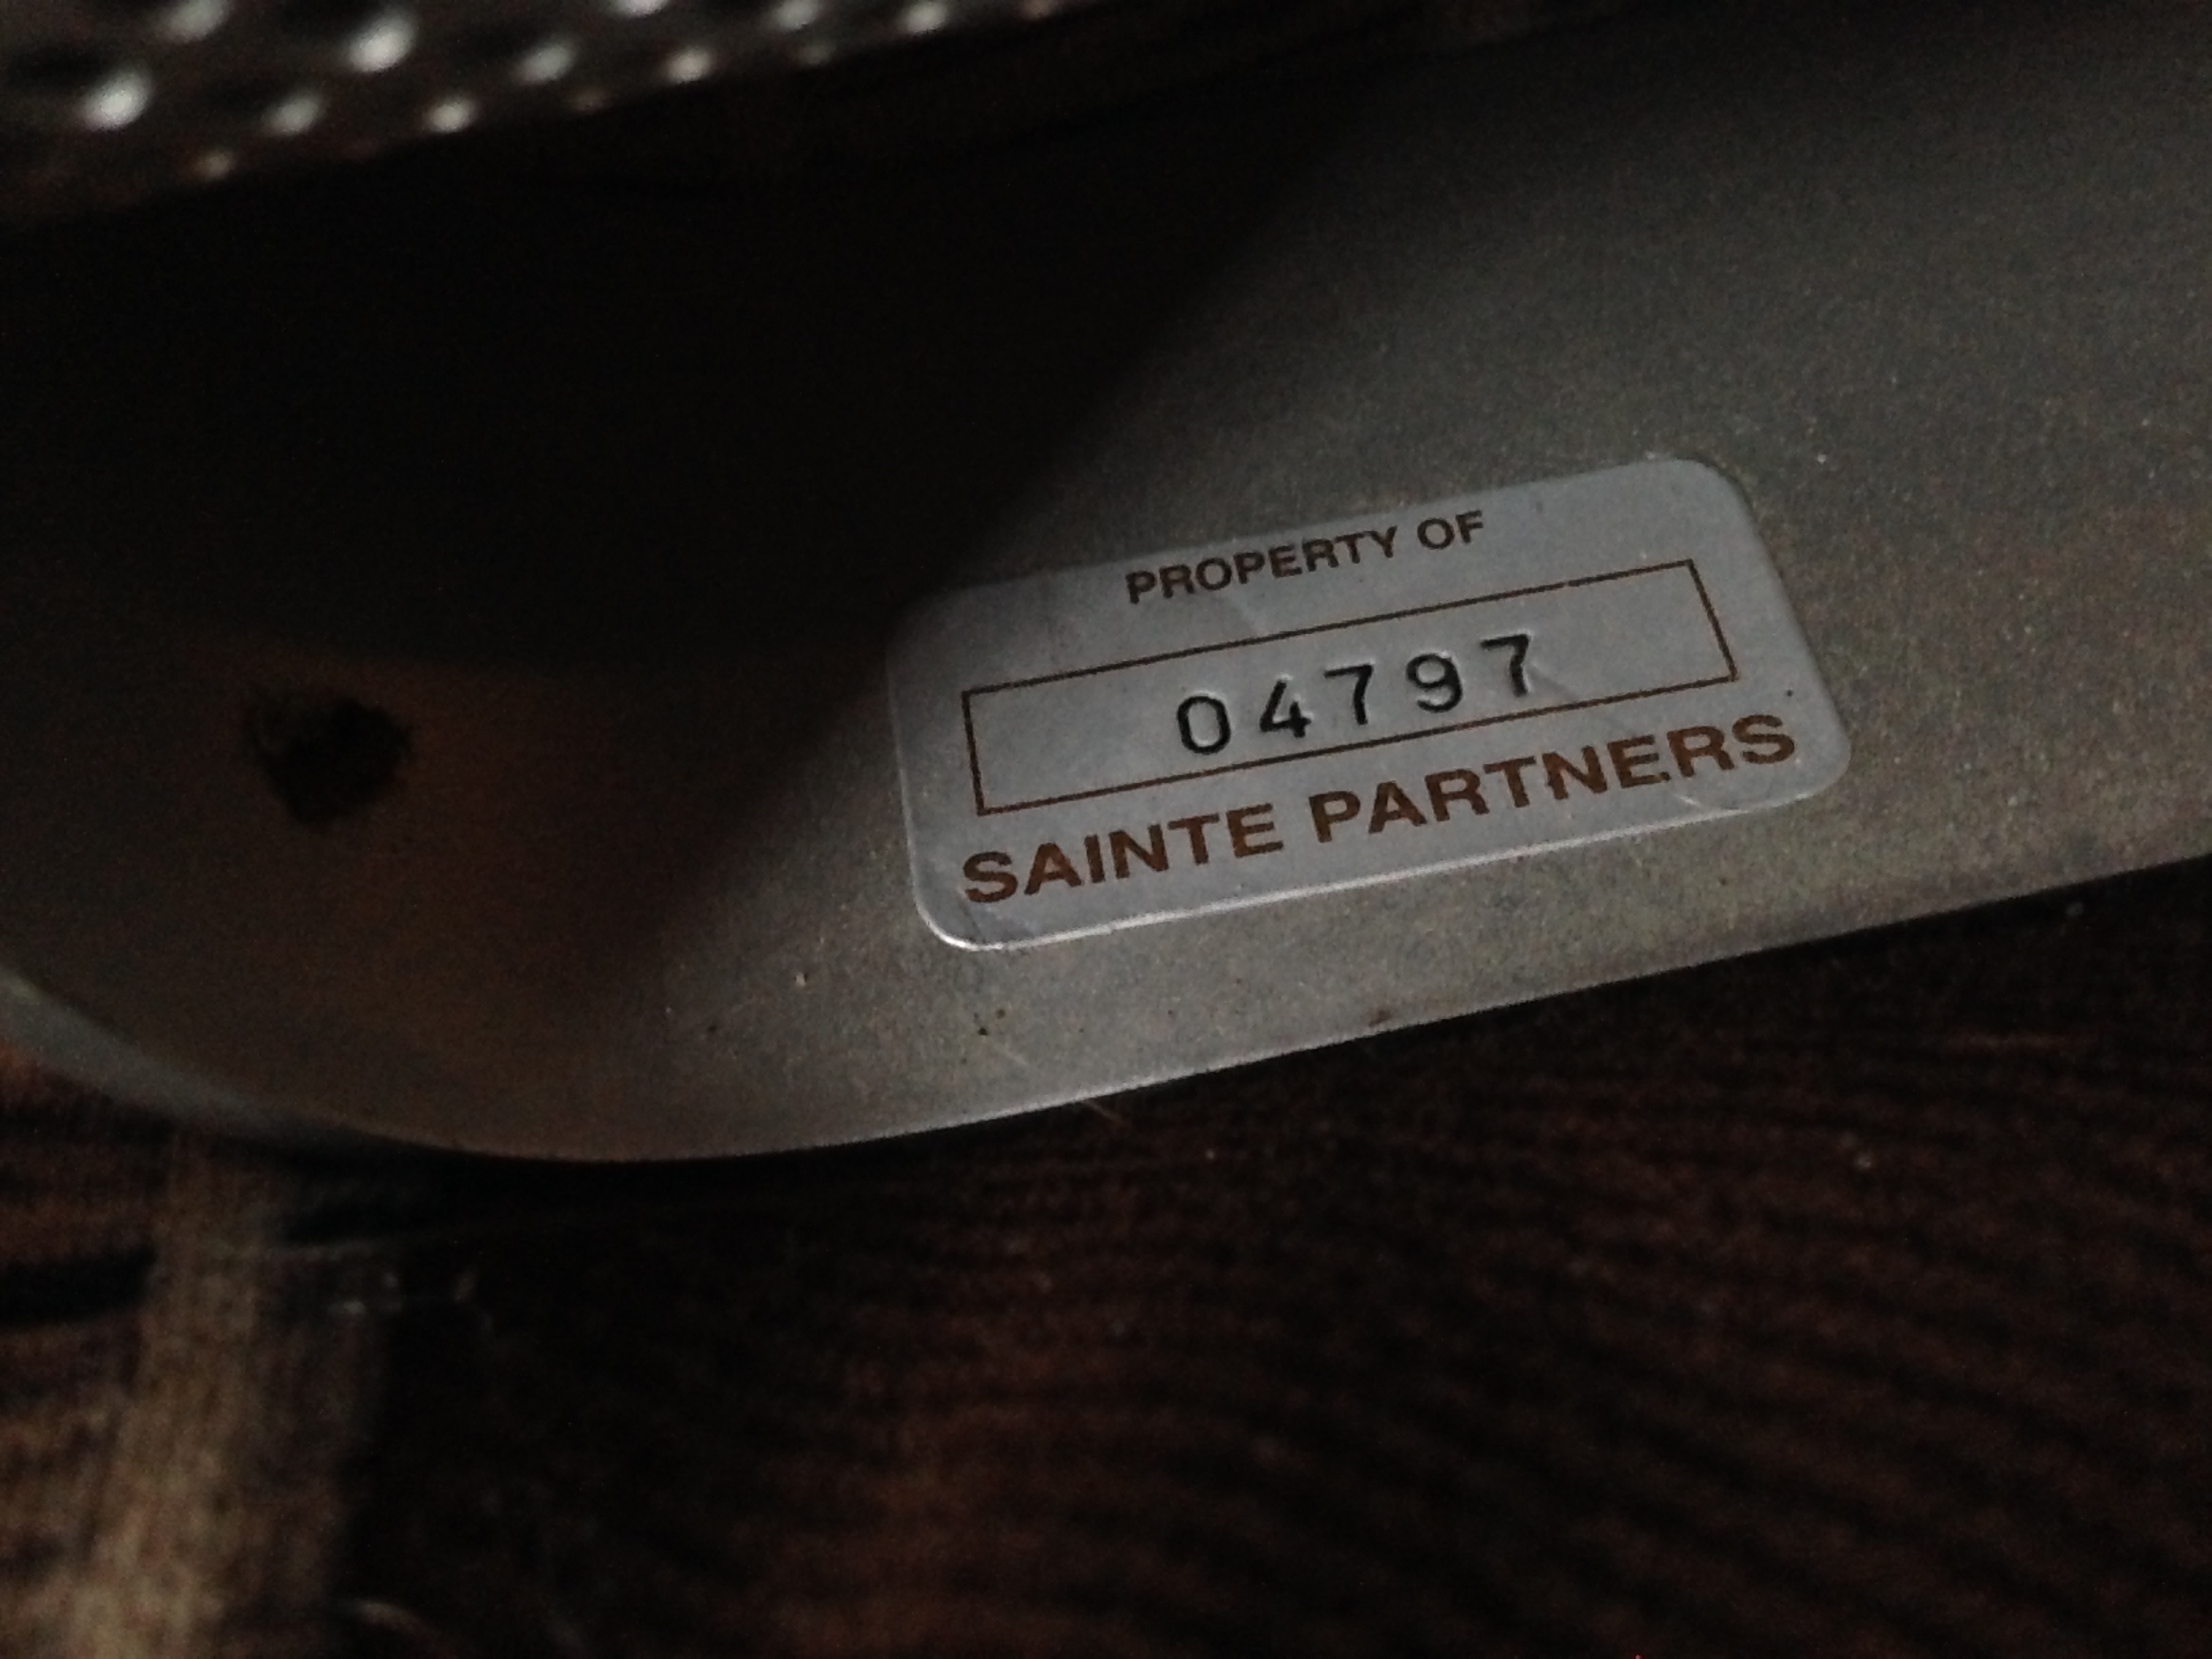 PROPERTY OF
04797
SAINTE PARTNERS